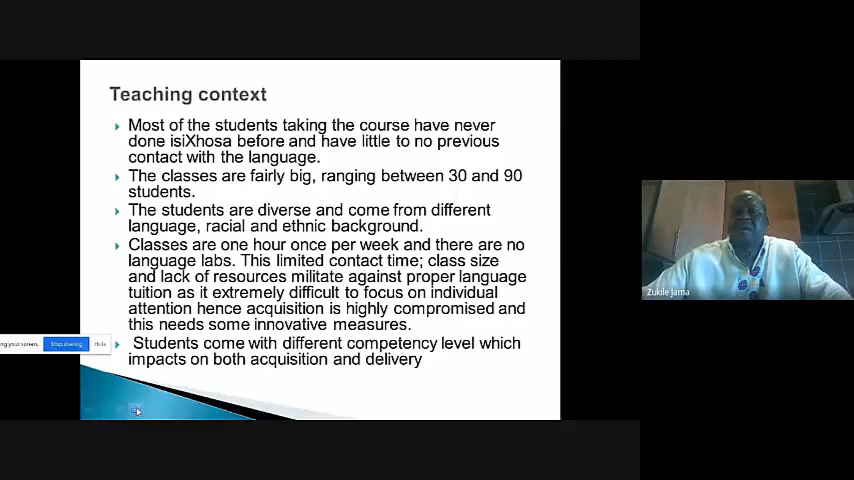 Teaching context
Most of the students taking the course have never
done isiXhosa before and have little to no previous
contact with the language.
The classes are fairly big, ranging between 30 and 90
students.
The students are diverse and come from different
language, racial and ethnic background.
Classes are one hour once per week and there are no
language labs. This limited contact time; class size
and lack of resources militate against proper language
tuition as it extremely difficult to focus on individual
attention hence acquisition is highly compromised and
this needs some innovative measures.
Students come with different competency level which
impacts on both acquisition and delivery
ng your screen. Stop sharing Hide
Zukile Jama